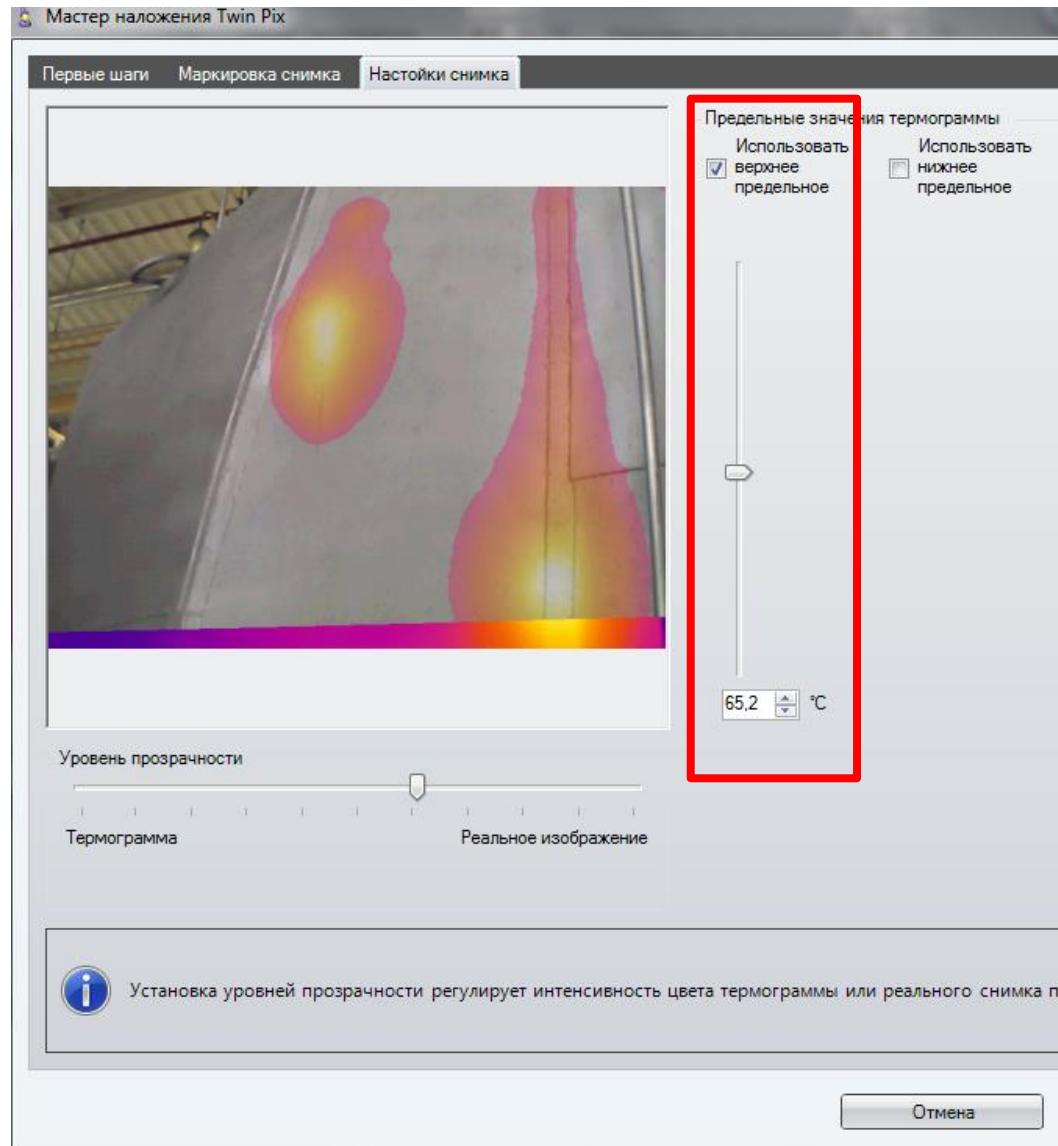 Мастер наложения Twin Pix
Первые шаги Маркировка снимка Настойки снимка
Предельные значения термограммы
Использовать
верхнее
предельное
Использовать
нижнее
предельное
65,2 °C
Уровень прозрачности
Термограмма Реальное изображение
Установка уровней прозрачности регулирует интенсивность цвета термограммы или реального снимка п
Отмена